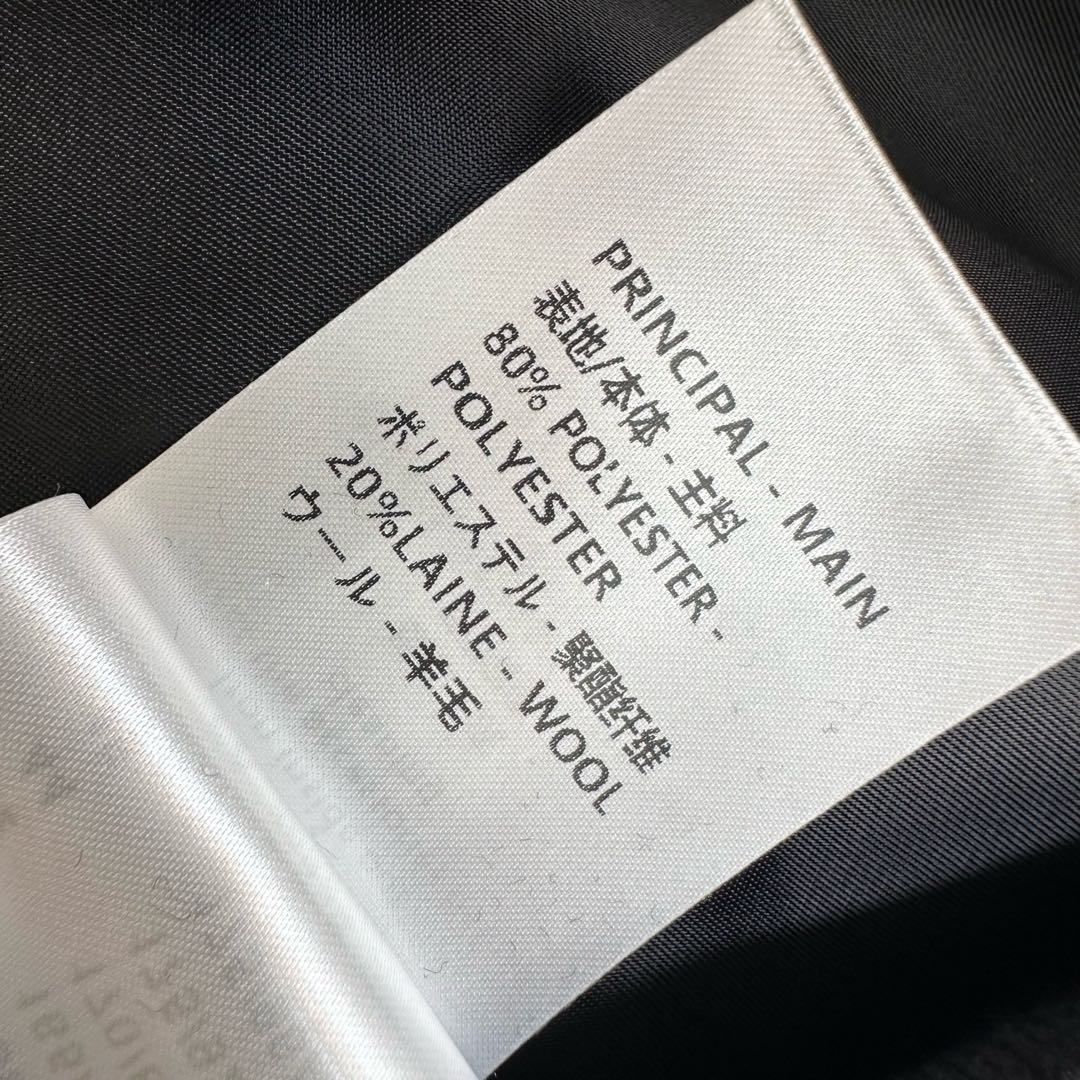 PRINCIPAL - MAIN
表地/本体 - 主料
80% POLYESTER -
POLYESTER
ポリエステル - 聚酯纤维
20%LAINE - WOOL
ウール - 羊毛